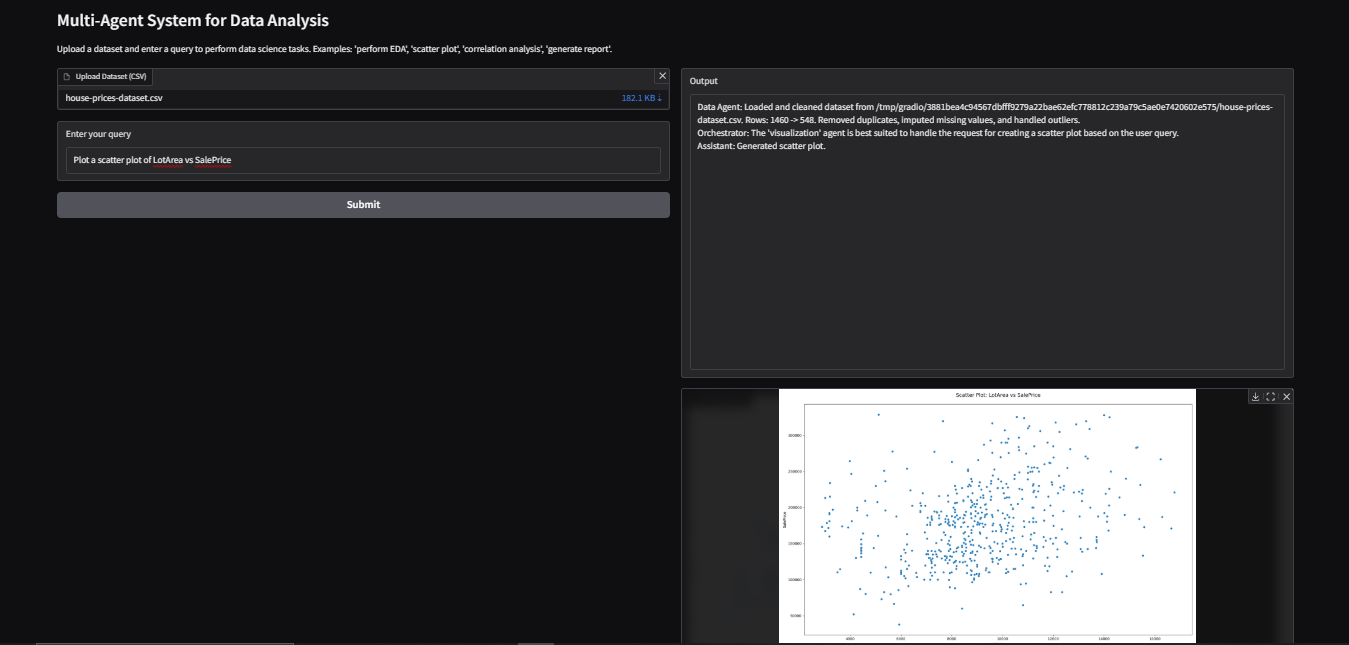 Multi-Agent System for Data Analysis
Upload a dataset and enter a query to perform data science tasks. Examples: 'perform EDA', 'scatter plot', 'correlation analysis', 'generate report'.
Upload Dataset (CSV)
house-prices-dataset.csv
182.1 KB ↓
Enter your query
Plot a scatter plot of LotArea vs SalePrice
Submit
Output
Data Agent: Loaded and cleaned dataset from /tmp/gradio/3881bea4c94567dbfff9279a22bae62efc778812c239a79c5ae0e7420602e575/house-prices-
dataset.csv. Rows: 1460 -> 548. Removed duplicates, imputed missing values, and handled outliers.
Orchestrator: The 'visualization' agent is best suited to handle the request for creating a scatter plot based on the user query.
Assistant: Generated scatter plot.
Scatter Plot: LotArea vs SalePrice
300000
250000
200000
150000
100000
50000
SalePrice
4000 6000 8000 10000 12000 14000 16000